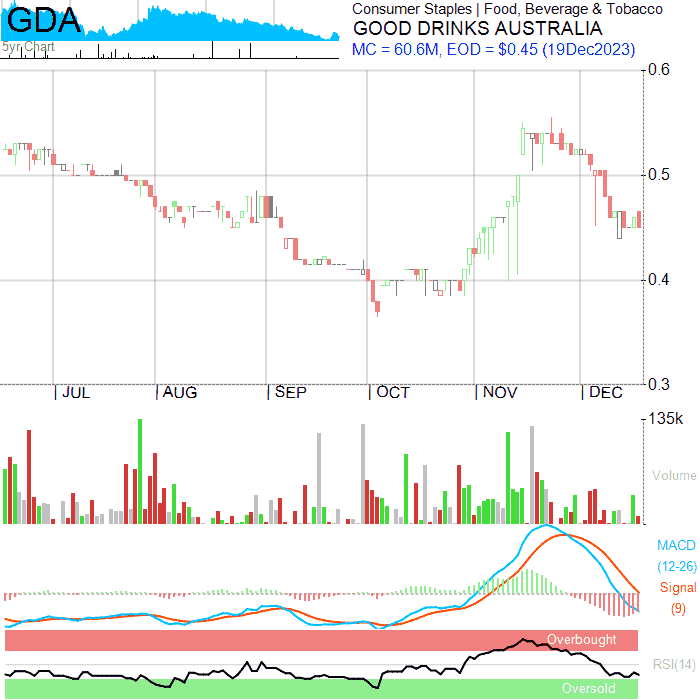 GDA
5yr Chart
Consumer Staples | Food, Beverage & Tobacco
GOOD DRINKS AUSTRALIA
MC = 60.6M, EOD = $0.45 (19Dec2023)
0.6
0.5
0.4
0.3
JUL AUG SEP OCT NOV DEC
135k
Volume
MACD
(12-26)
Signal
(9)
Overbought
RSI(14)
Oversold